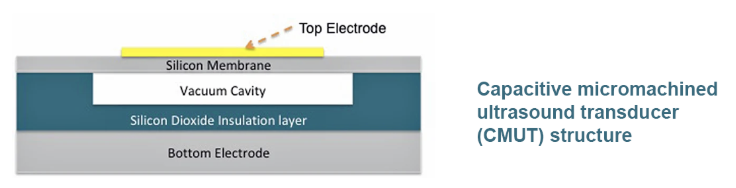 Top Electrode
Silicon Membrane
Vacuum Cavity
Silicon Dioxide Insulation layer
Bottom Electrode
Capacitive micromachined
ultrasound transducer
(CMUT) structure